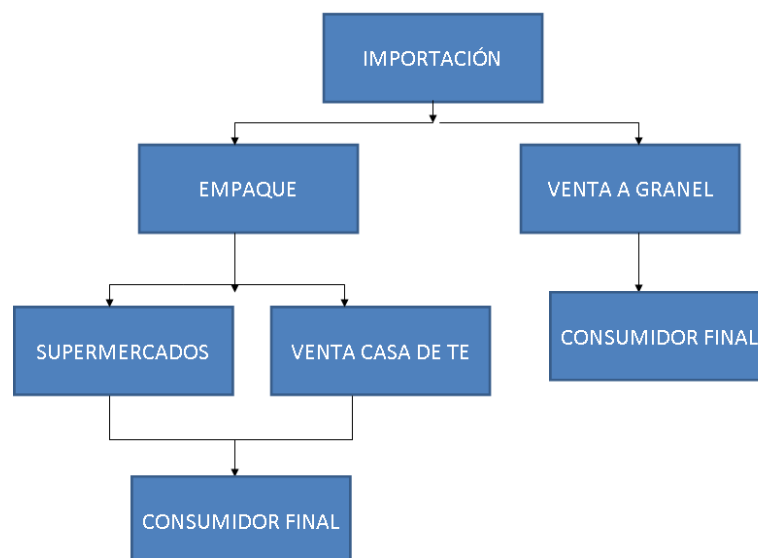 IMPORTACIÓN
EMPAQUE
VENTA A GRANEL
SUPERMERCADOS
VENTA CASA DE TE
CONSUMIDOR FINAL
CONSUMIDOR FINAL